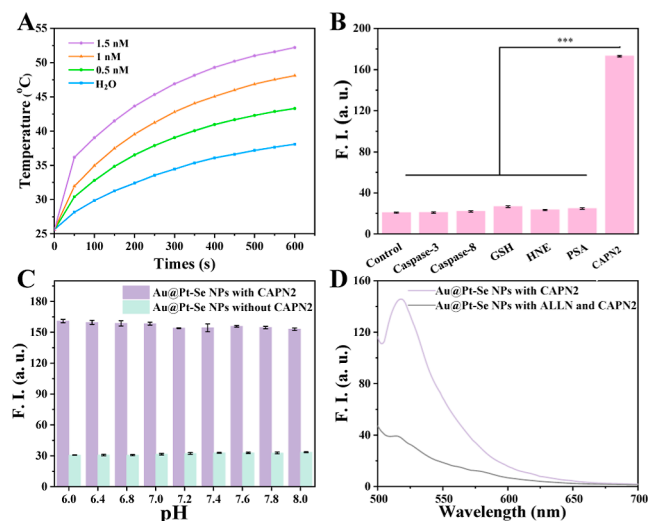 A
1.5 nM
1 nM
0.5 nM
H₂O
Temperature (°C)
55
50
45
40
35
30
25
0 100 200 300 400 500 600
Times (s)
B
***
F. I. (a. u.)
200
160
120
80
40
0
Control Caspase-3 Caspase-8 GSH HNE PSA CAPN2
C
Au@Pt-Se NPs with CAPN2
Au@Pt-Se NPs without CAPN2
F. I. (a. u.)
180
150
120
90
60
30
0
6.0 6.4 6.8 7.0 7.2 7.4 7.6 7.8 8.0
pH
D
Au@Pt-Se NPs with CAPN2
Au@Pt-Se NPs with ALLN and CAPN2
F. I. (a. u.)
160
120
80
40
0
500 550 600 650 700
Wavelength (nm)